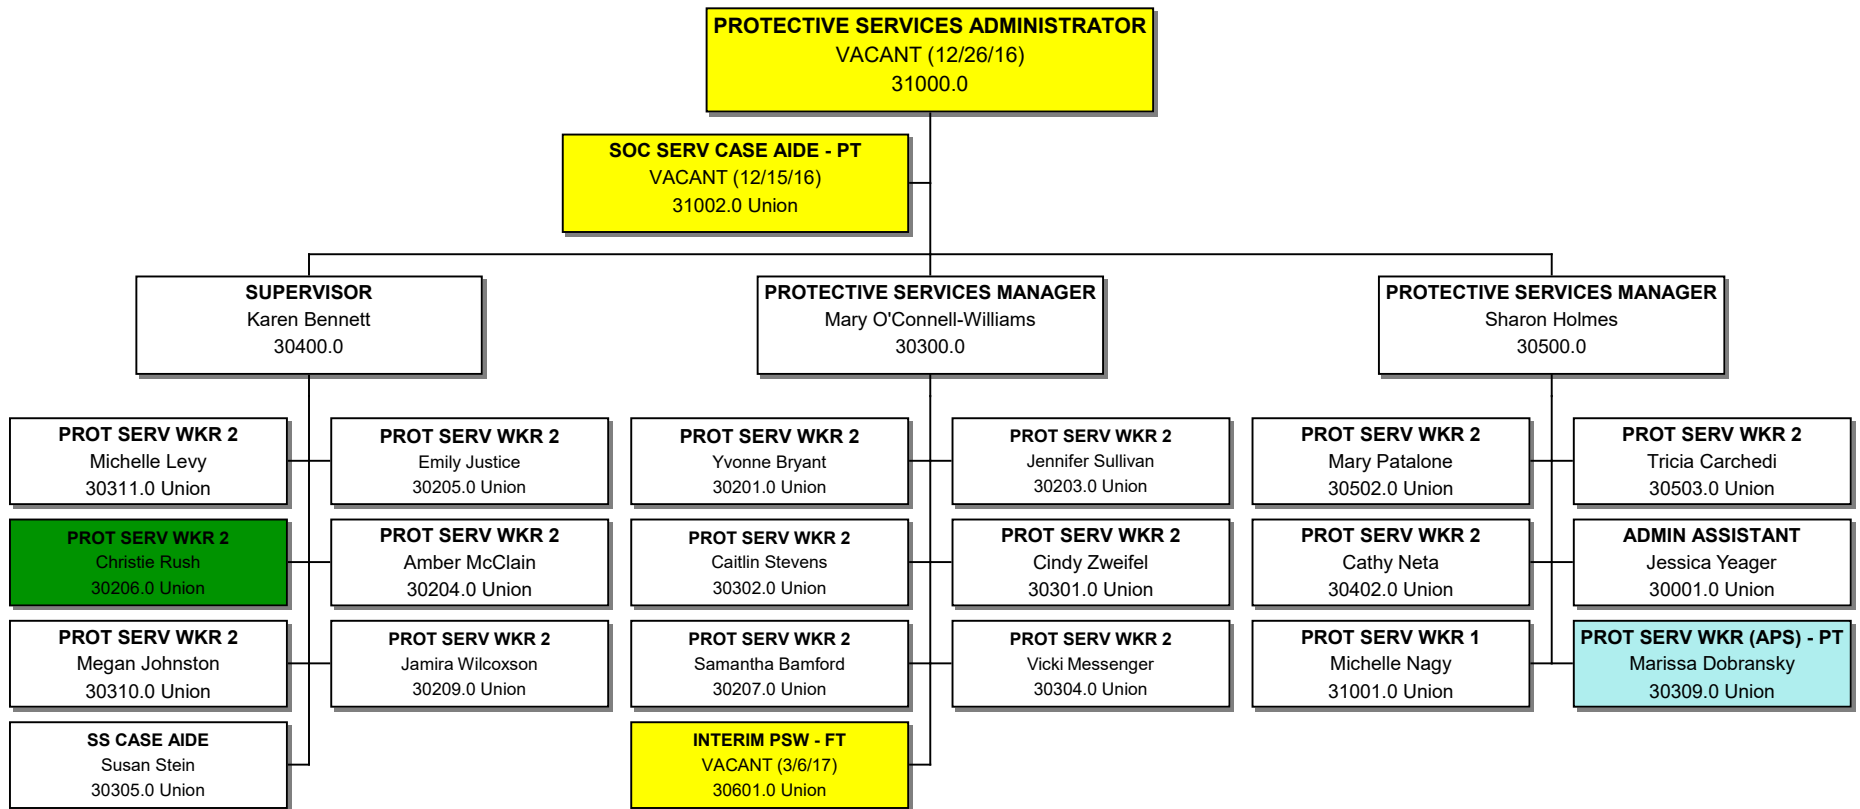 PROTECTIVE SERVICES ADMINISTRATOR
VACANT (12/26/16)
31000.0
SOC SERV CASE AIDE - PT
VACANT (12/15/16)
31002.0 Union
SUPERVISOR
Karen Bennett
30400.0
PROTECTIVE SERVICES MANAGER
Mary O'Connell-Williams
30300.0
PROTECTIVE SERVICES MANAGER
Sharon Holmes
30500.0
PROT SERV WKR 2
Michelle Levy
30311.0 Union
PROT SERV WKR 2
Emily Justice
30205.0 Union
PROT SERV WKR 2
Yvonne Bryant
30201.0 Union
PROT SERV WKR 2
Jennifer Sullivan
30203.0 Union
PROT SERV WKR 2
Mary Patalone
30502.0 Union
PROT SERV WKR 2
Tricia Carchedi
30503.0 Union
PROT SERV WKR 2
Christie Rush
30206.0 Union
PROT SERV WKR 2
Amber McClain
30204.0 Union
PROT SERV WKR 2
Caitlin Stevens
30302.0 Union
PROT SERV WKR 2
Cindy Zweifel
30301.0 Union
PROT SERV WKR 2
Cathy Neta
30402.0 Union
ADMIN ASSISTANT
Jessica Yeager
30001.0 Union
PROT SERV WKR 2
Megan Johnston
30310.0 Union
PROT SERV WKR 2
Jamira Wilcoxson
30209.0 Union
PROT SERV WKR 2
Samantha Bamford
30207.0 Union
PROT SERV WKR 2
Vicki Messenger
30304.0 Union
PROT SERV WKR 1
Michelle Nagy
31001.0 Union
PROT SERV WKR (APS) - PT
Marissa Dobransky
30309.0 Union
SS CASE AIDE
Susan Stein
30305.0 Union
INTERIM PSW - FT
VACANT (3/6/17)
30601.0 Union